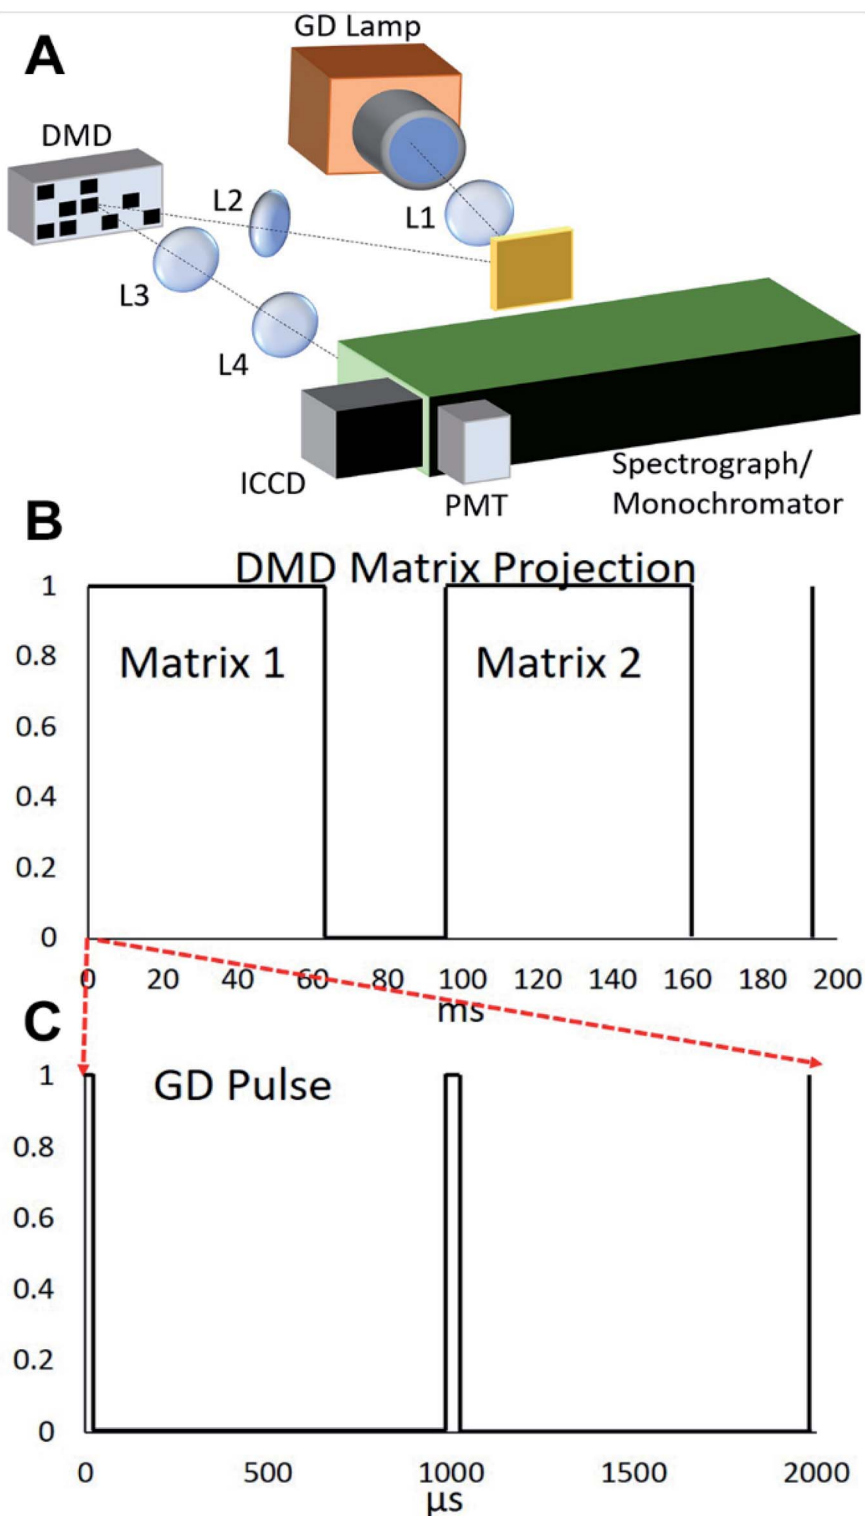 A
GD Lamp
DMD
L2
L1
L3
L4
ICCD
PMT
Spectrograph/
Monochromator
B
DMD Matrix Projection
1
0.8
0.6
0.4
0.2
0
Matrix 1
Matrix 2
0 20 40 60 80 100 120 140 160 180 200
ms
C
GD Pulse
1
0.8
0.6
0.4
0.2
0
0 500 1000 1500 2000
µs